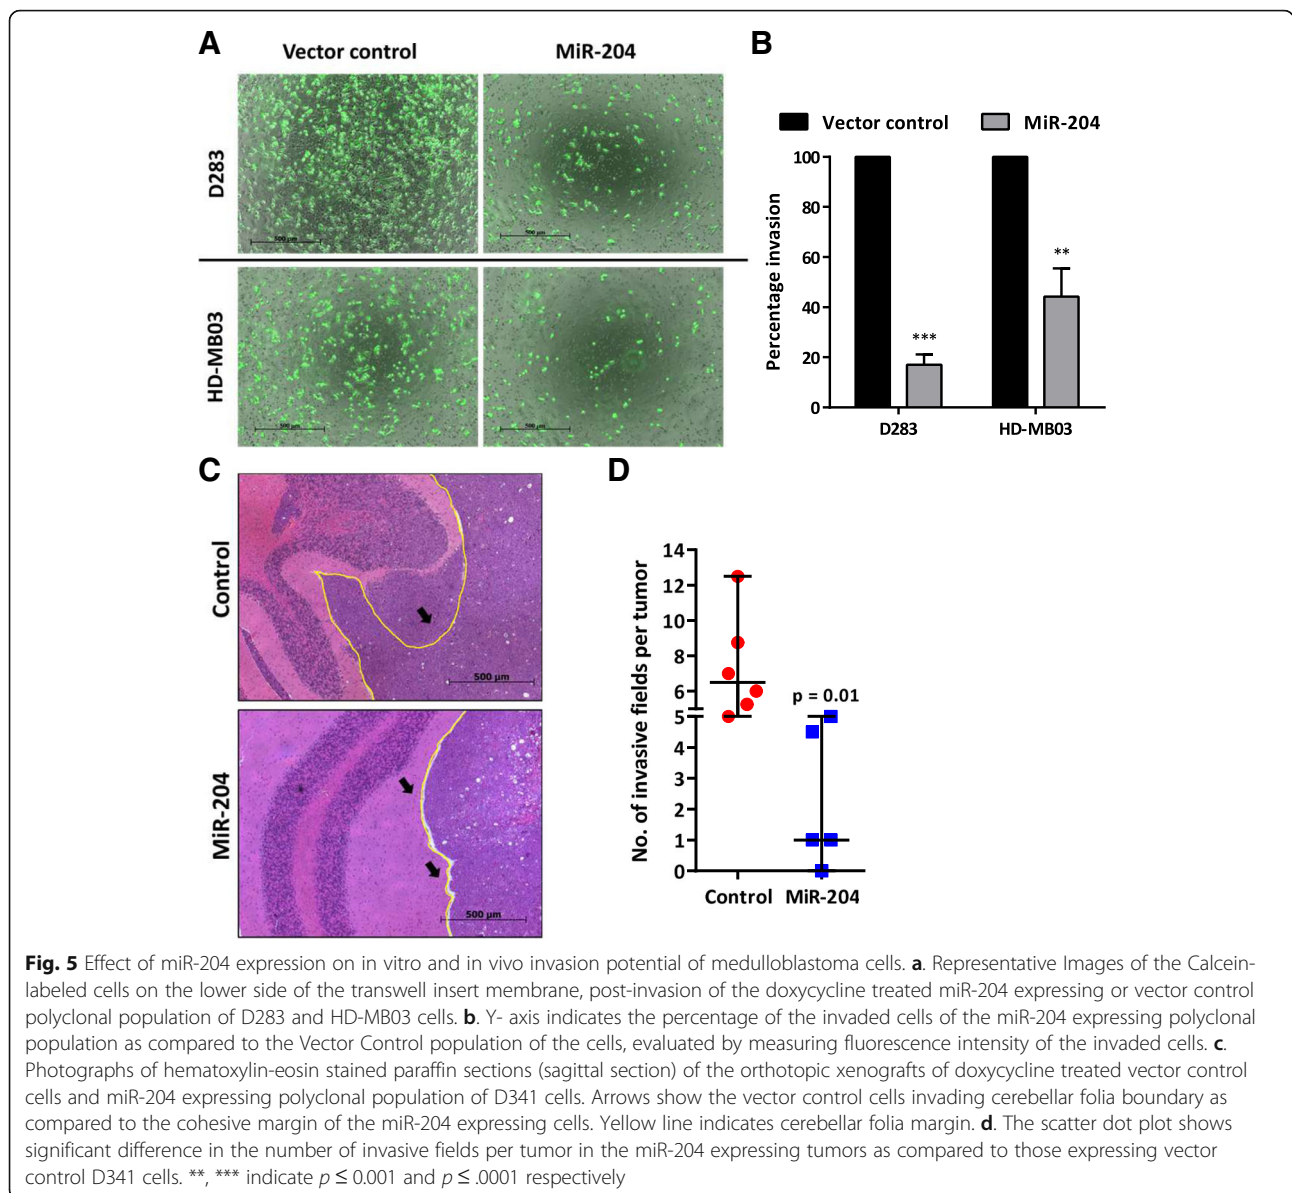 A
Vector control
MiR-204
D283
500 µm
500 µm
HD-MB03
500 µm
500 µm
B
Vector control
MiR-204
Percentage invasion
100
80
60
40
20
0
***
**
D283
HD-MB03
C
Control
500 µm
MiR-204
500 µm
D
No. of invasive fields per tumor
14
12
10
8
6
5
4
3
2
1
0
p = 0.01
Control
MiR-204
Fig. 5 Effect of miR-204 expression on in vitro and in vivo invasion potential of medulloblastoma cells. a. Representative Images of the Calcein-
labeled cells on the lower side of the transwell insert membrane, post-invasion of the doxycycline treated miR-204 expressing or vector control
polyclonal population of D283 and HD-MB03 cells. b. Y- axis indicates the percentage of the invaded cells of the miR-204 expressing polyclonal
population as compared to the Vector Control population of the cells, evaluated by measuring fluorescence intensity of the invaded cells. c.
Photographs of hematoxylin-eosin stained paraffin sections (sagittal section) of the orthotopic xenografts of doxycycline treated vector control
cells and miR-204 expressing polyclonal population of D341 cells. Arrows show the vector control cells invading cerebellar folia boundary as
compared to the cohesive margin of the miR-204 expressing cells. Yellow line indicates cerebellar folia margin. d. The scatter dot plot shows
significant difference in the number of invasive fields per tumor in the miR-204 expressing tumors as compared to those expressing vector
control D341 cells. **, *** indicate p ≤ 0.001 and p ≤ .0001 respectively